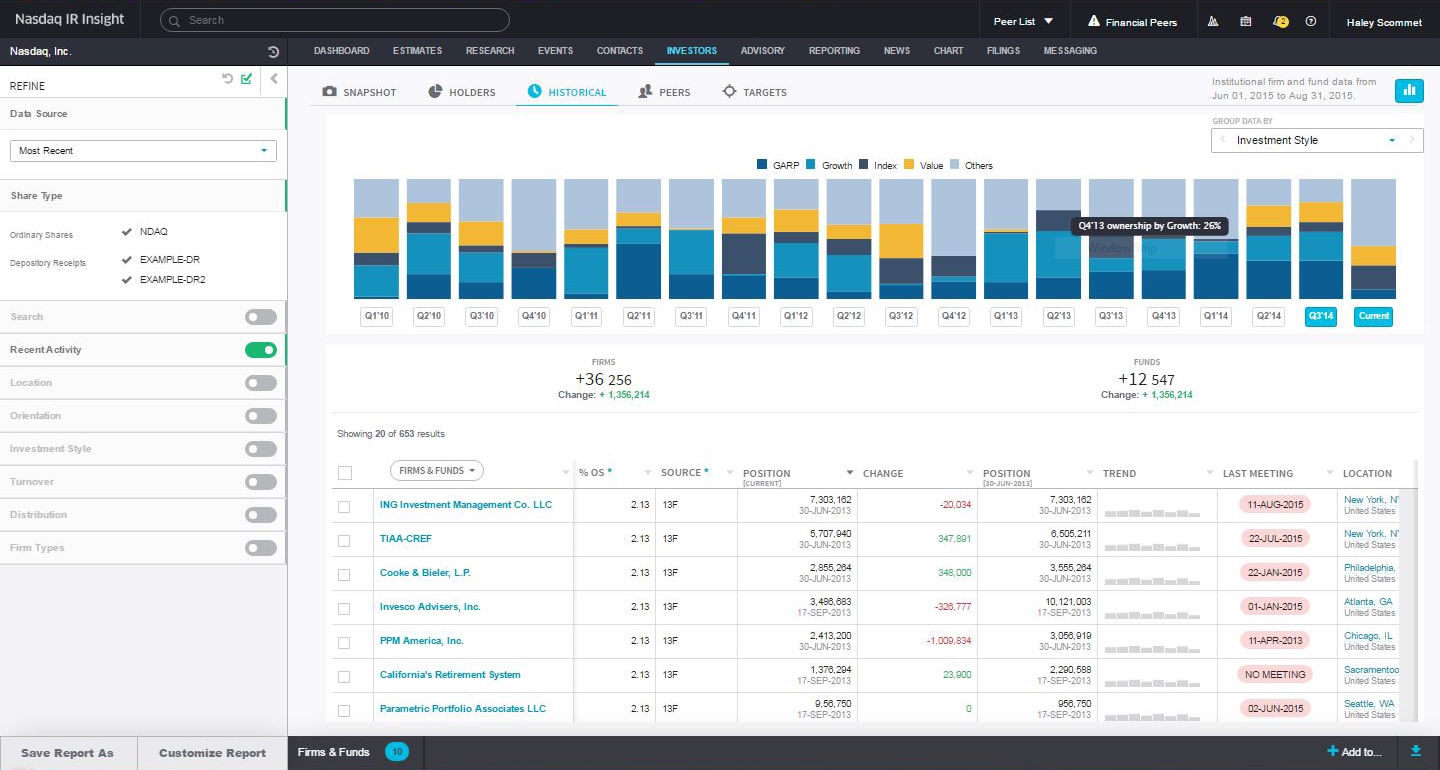 Nasdaq IR Insight
Search
Peer List
Financial Peers
2
Haley Scommet
Nasdaq, Inc.
DASHBOARD ESTIMATES RESEARCH EVENTS CONTACTS INVESTORS ADVISORY REPORTING NEWS CHART FILINGS MESSAGING
REFINE
Data Source
Most Recent
Share Type
Ordinary Shares NDAQ
Depository Receipts EXAMPLE-DR
EXAMPLE-DR2
Search
Recent Activity
Location
Orientation
Investment Style
Turnover
Distribution
Firm Types
Save Report As Customize Report
SNAPSHOT HOLDERS HISTORICAL PEERS TARGETS
Institutional firm and fund data from
Jun 01, 2015 to Aug 31, 2015.
GROUP DATA BY
Investment Style
GARP Growth Index Value Others
Q4'13 ownership by Growth: 26%
Q1'10 Q2'10 Q3'10 Q4'10 Q1'11 Q2'11 Q3'11 Q4'11 Q1'12 Q2'12 Q3'12 Q4'12 Q1'13 Q2'13 Q3'13 Q4'13 Q1'14 Q2'14 Q3'14 Current
FIRMS
+36 256
Change: + 1,356,214
FUNDS
+12 547
Change: + 1,356,214
Showing 20 of 653 results
FIRMS & FUNDS % OS * SOURCE * POSITION CHANGE POSITION TREND LAST MEETING LOCATION
[CURRENT] [30-JUN-2013]
ING Investment Management Co. LLC 2.13 13F 7,303,162 -20,034 7,303,162 11-AUG-2015 New York, NY
30-JUN-2013 30-JUN-2013 United States
TIAA-CREF 2.13 13F 5,707,940 347,891 6,505,211 22-JUL-2015 New York, NY
30-JUN-2013 30-JUN-2013 United States
Cooke & Bieler, L.P. 2.13 13F 2,855,264 348,000 3,555,264 22-JAN-2015 Philadelphia,
30-JUN-2013 30-JUN-2013 United States
Invesco Advisers, Inc. 2.13 13F 3,486,683 -326,777 10,121,003 01-JAN-2015 Atlanta, GA
17-SEP-2013 17-SEP-2013 United States
PPM America, Inc. 2.13 13F 2,413,200 -1,009,834 3,056,919 11-APR-2013 Chicago, IL
30-JUN-2013 30-JUN-2013 United States
California's Retirement System 2.13 13F 1,376,294 23,900 2,290,588 NO MEETING Sacramentoo
17-SEP-2013 17-SEP-2013 United States
Parametric Portfolio Associates LLC 2.13 13F 9,56,750 0 956,750 02-JUN-2015 Seattle, WA
17-SEP-2013 17-SEP-2013 United States
Firms & Funds 10
Add to...